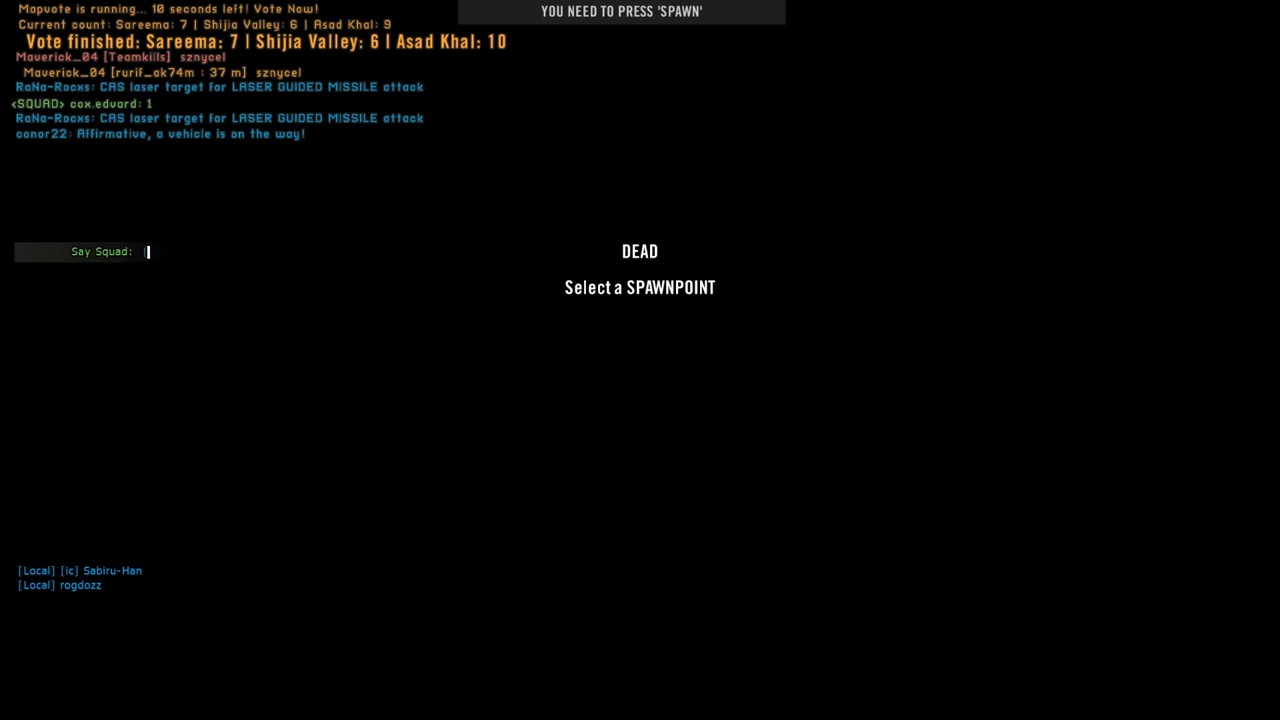 YOU NEED TO PRESS 'SPAWN'
Mapvote is running... 10 seconds left! Vote Now!
Current count: Sareema: 7 | Shijia Valley: 6 | Asad Khal: 9
Vote finished: Sareema: 7 | Shijia Valley: 6 | Asad Khal: 10
Maverick_04 [Teamkills] sznycel
Maverick_04 [rurif_ak74m : 37 m] sznycel
RaNa-Rocxs: CAS laser target for LASER GUIDED MISSILE attack
<SQUAD> cox.edvard: 1
RaNa-Rocxs: CAS laser target for LASER GUIDED MISSILE attack
conor22: Affirmative, a vehicle is on the way!
Say Squad:
DEAD
Select a SPAWNPOINT
[Local] [ic] Sabiru-Han
[Local] rogdozz